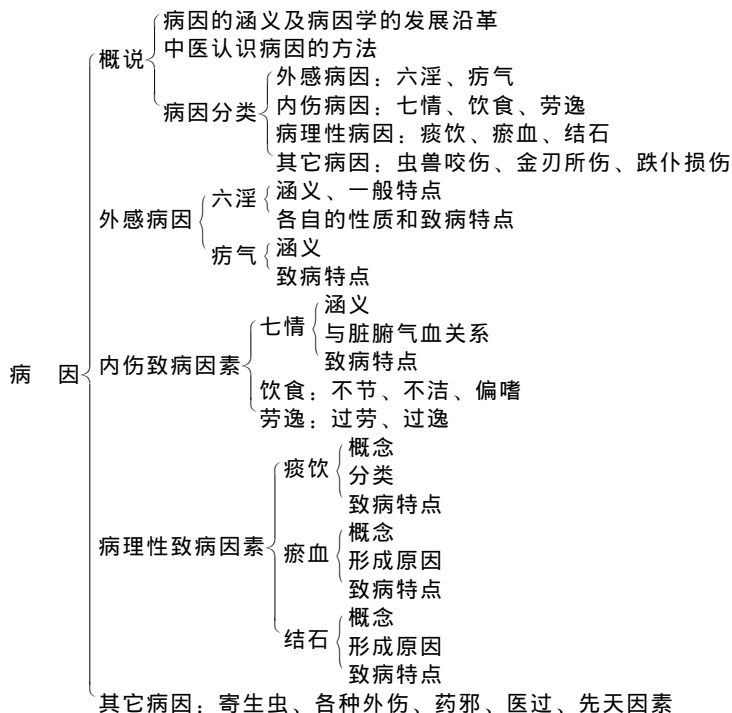 病因的涵义及病因学的发展沿革
概说
中医认识病因的方法
外感病因：六淫、疠气
病因分类
内伤病因：七情、饮食、劳逸
病理性病因：痰饮、瘀血、结石
其它病因：虫兽咬伤、金刃所伤、跌仆损伤
六淫
涵义、一般特点
外感病因
各自的性质和致病特点
疠气
涵义
致病特点
涵义
七情
与脏腑气血关系
致病特点
病 因
内伤致病因素
饮食：不节、不洁、偏嗜
劳逸：过劳、过逸
概念
痰饮
分类
致病特点
概念
病理性致病因素
瘀血
形成原因
致病特点
概念
结石
形成原因
致病特点
其它病因：寄生虫、各种外伤、药邪、医过、先天因素